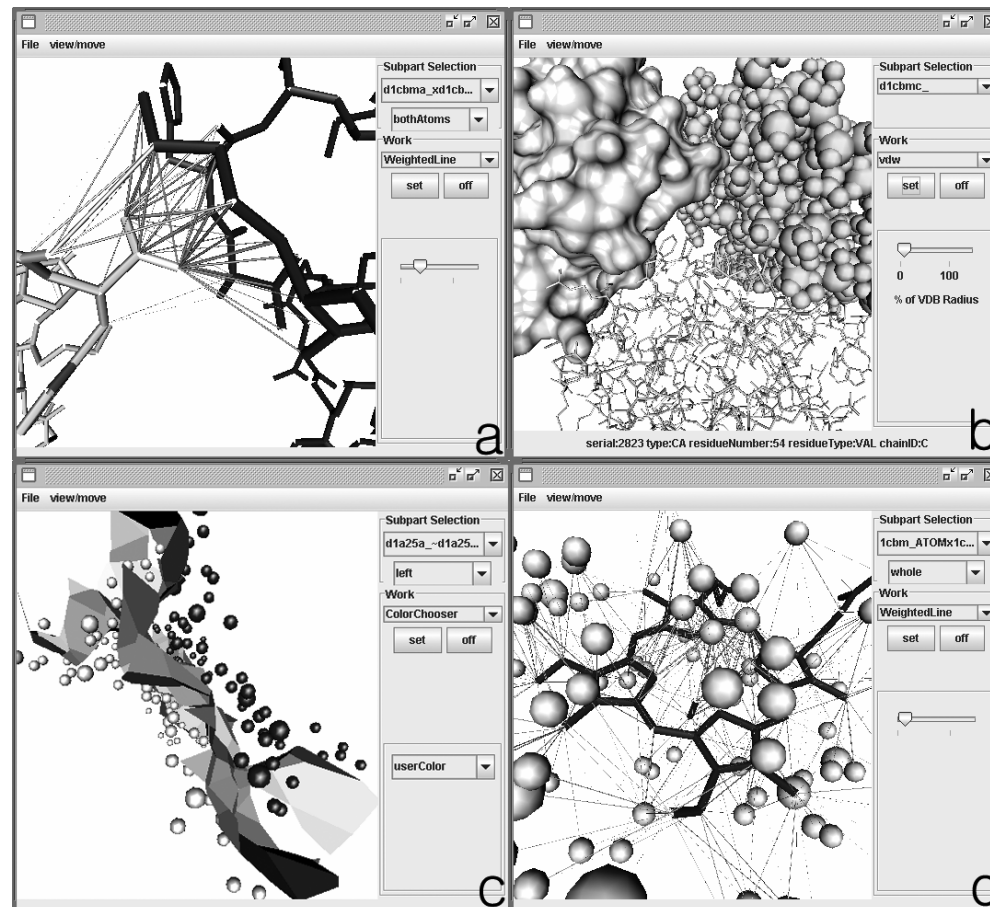 File view/move
Subpart Selection
d1cbma_xd1cb...
bothAtoms
Work
WeightedLine
set off
a
File view/move
Subpart Selection
d1cbmc_
Work
vdw
set off
0 100
% of VDB Radius
serial:2823 type:CA residueNumber:54 residueType:VAL chainID:C
b
File view/move
Subpart Selection
d1a25a_~d1a25...
left
Work
ColorChooser
set off
userColor
c
File view/move
Subpart Selection
1cbm_ATOMx1c...
whole
Work
WeightedLine
set off